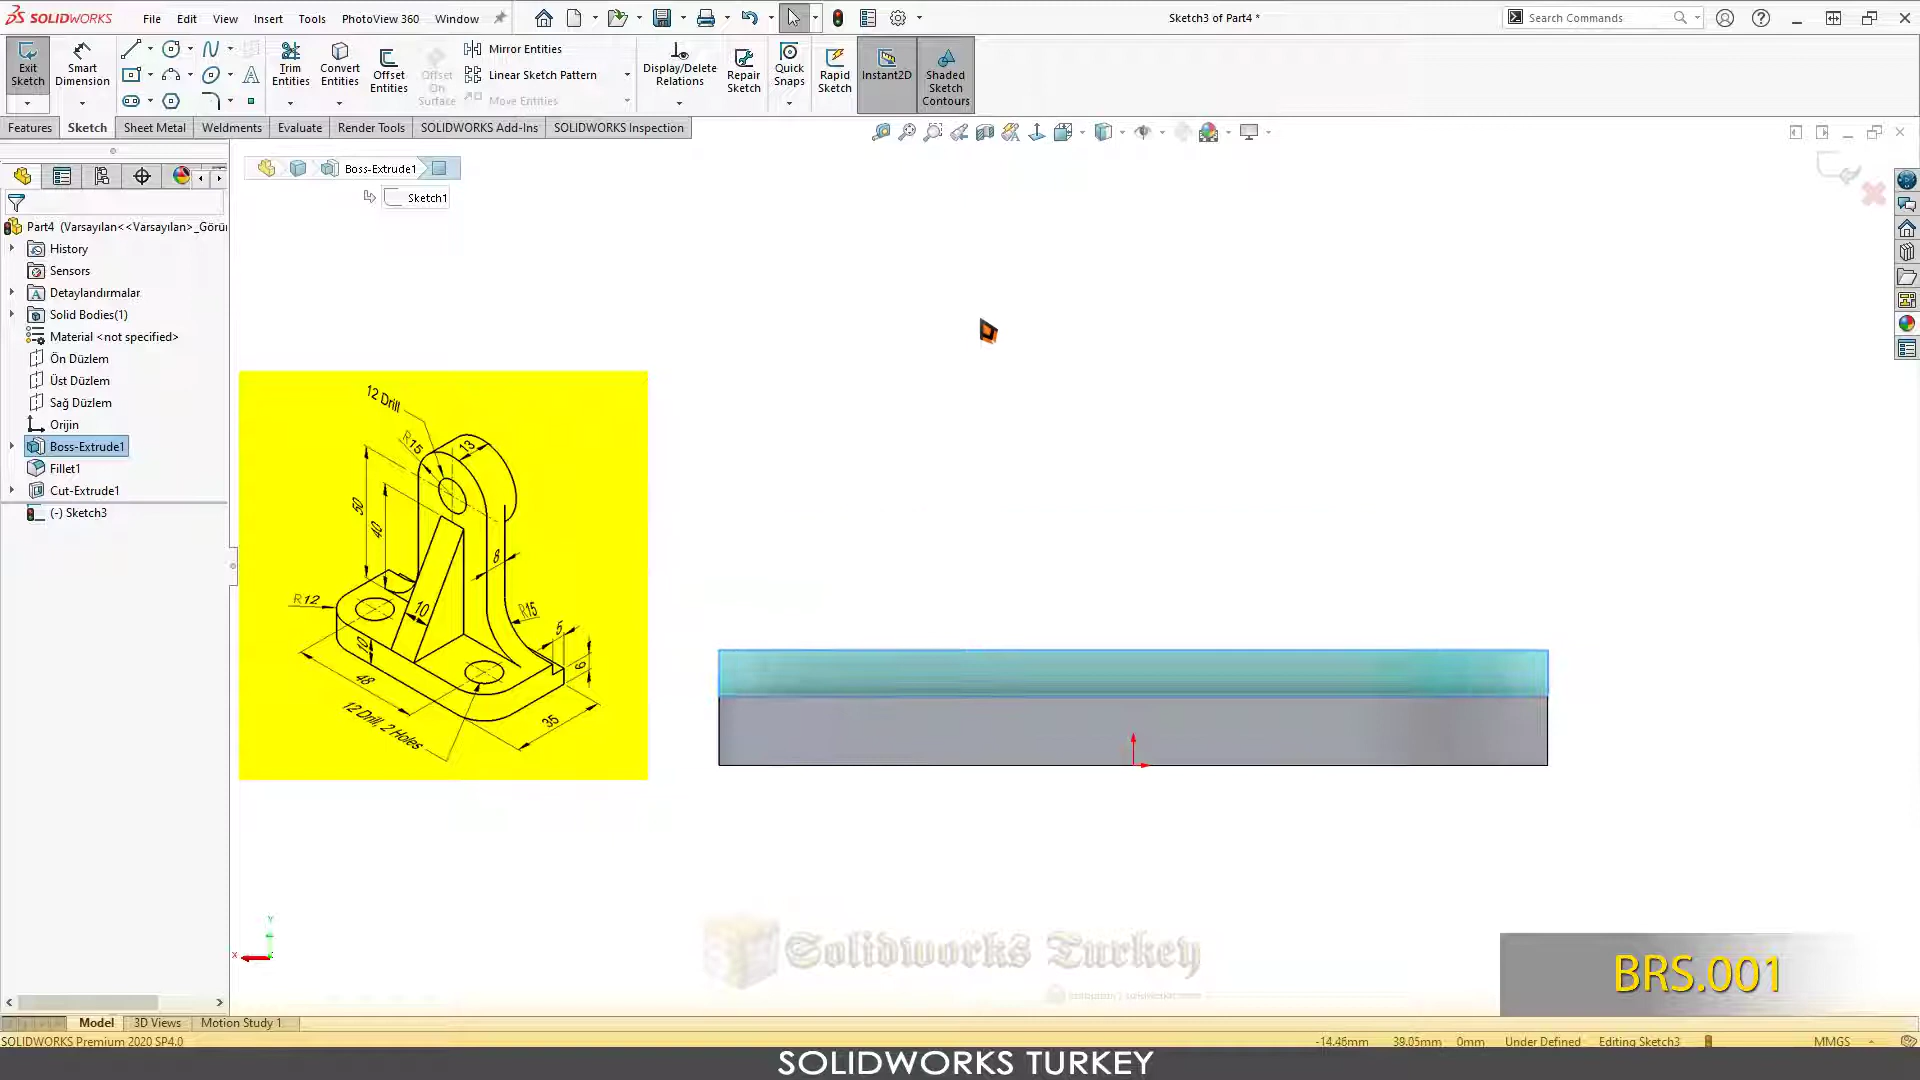 SOLIDWORKS
File Edit View Insert Tools PhotoView 360 Window
Sketch3 of Part4 *
Search Commands
Exit Sketch
Smart Dimension
Trim Entities
Convert Entities
Offset Entities
Offset On Surface
Mirror Entities
Linear Sketch Pattern
Move Entities
Display/Delete Relations
Repair Sketch
Quick Snaps
Rapid Sketch
Instant2D
Shaded Sketch Contours
Features Sketch Sheet Metal Weldments Evaluate Render Tools SOLIDWORKS Add-Ins SOLIDWORKS Inspection
Boss-Extrude1
Sketch1
Part4 (Varsayılan<<Varsayılan>_Görü
History
Sensors
Detaylandırmalar
Solid Bodies(1)
Material <not specified>
Ön Düzlem
Üst Düzlem
Sağ Düzlem
Orijin
Boss-Extrude1
Fillet1
Cut-Extrude1
(-) Sketch3
12 Drill
R15
13
50
40
8
R12
10
R15
5
6
10
48
35
12 Drill, 2 Holes
Y
X
Solidworks Turkey
BRS.001
Model 3D Views Motion Study 1
SOLIDWORKS Premium 2020 SP4.0
-14.46mm 39.05mm 0mm Under Defined Editing Sketch3 MMGS
SOLIDWORKS TURKEY